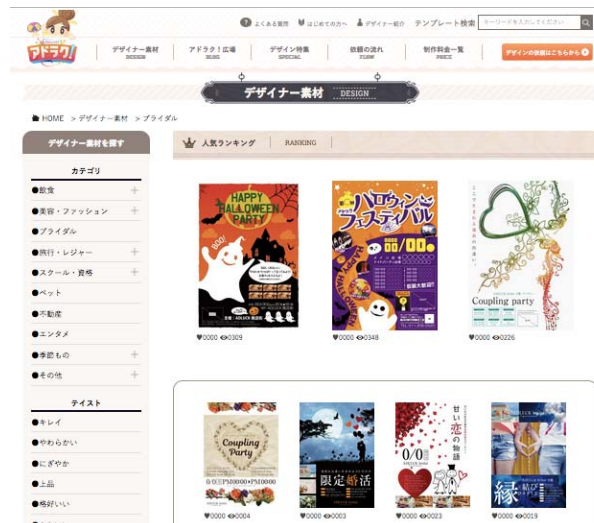 よくある質問 はじめての方へ デザイナー紹介 テンプレート検索 キーワードを入力してください
アドラク!
デザイナー素材 アドラク!広場 デザイン特集 依頼の流れ 制作料金一覧 デザインの依頼はこちらから
DESIGN BLOG SPECIAL FLOW PRICE
デザイナー素材 DESIGN
HOME > デザイナー素材 > ブライダル
デザイナー素材を探す
カテゴリ
●飲食 +
●美容・ファッション +
●ブライダル
●旅行・レジャー +
●スクール・資格 +
●ペット
●不動産
●エンタメ
●季節もの +
●その他 +
テイスト
●キレイ
●やわらかい
●にぎやか
●上品
●格好いい
人気ランキング RANKING
HAPPY
HALLOWEEN
PARTY
BOO!
♥0000 0309
ハロウィン
フェスティバル
00/00
HAPPY HALLOWEEN
♥0000 0348
Coupling party
♥0000 0226
Coupling
Party
♥0000 0004
限定婚活
♥0000 0003
甘い恋の物語
0/0
♥0000 0023
縁結び
♥0000 0019